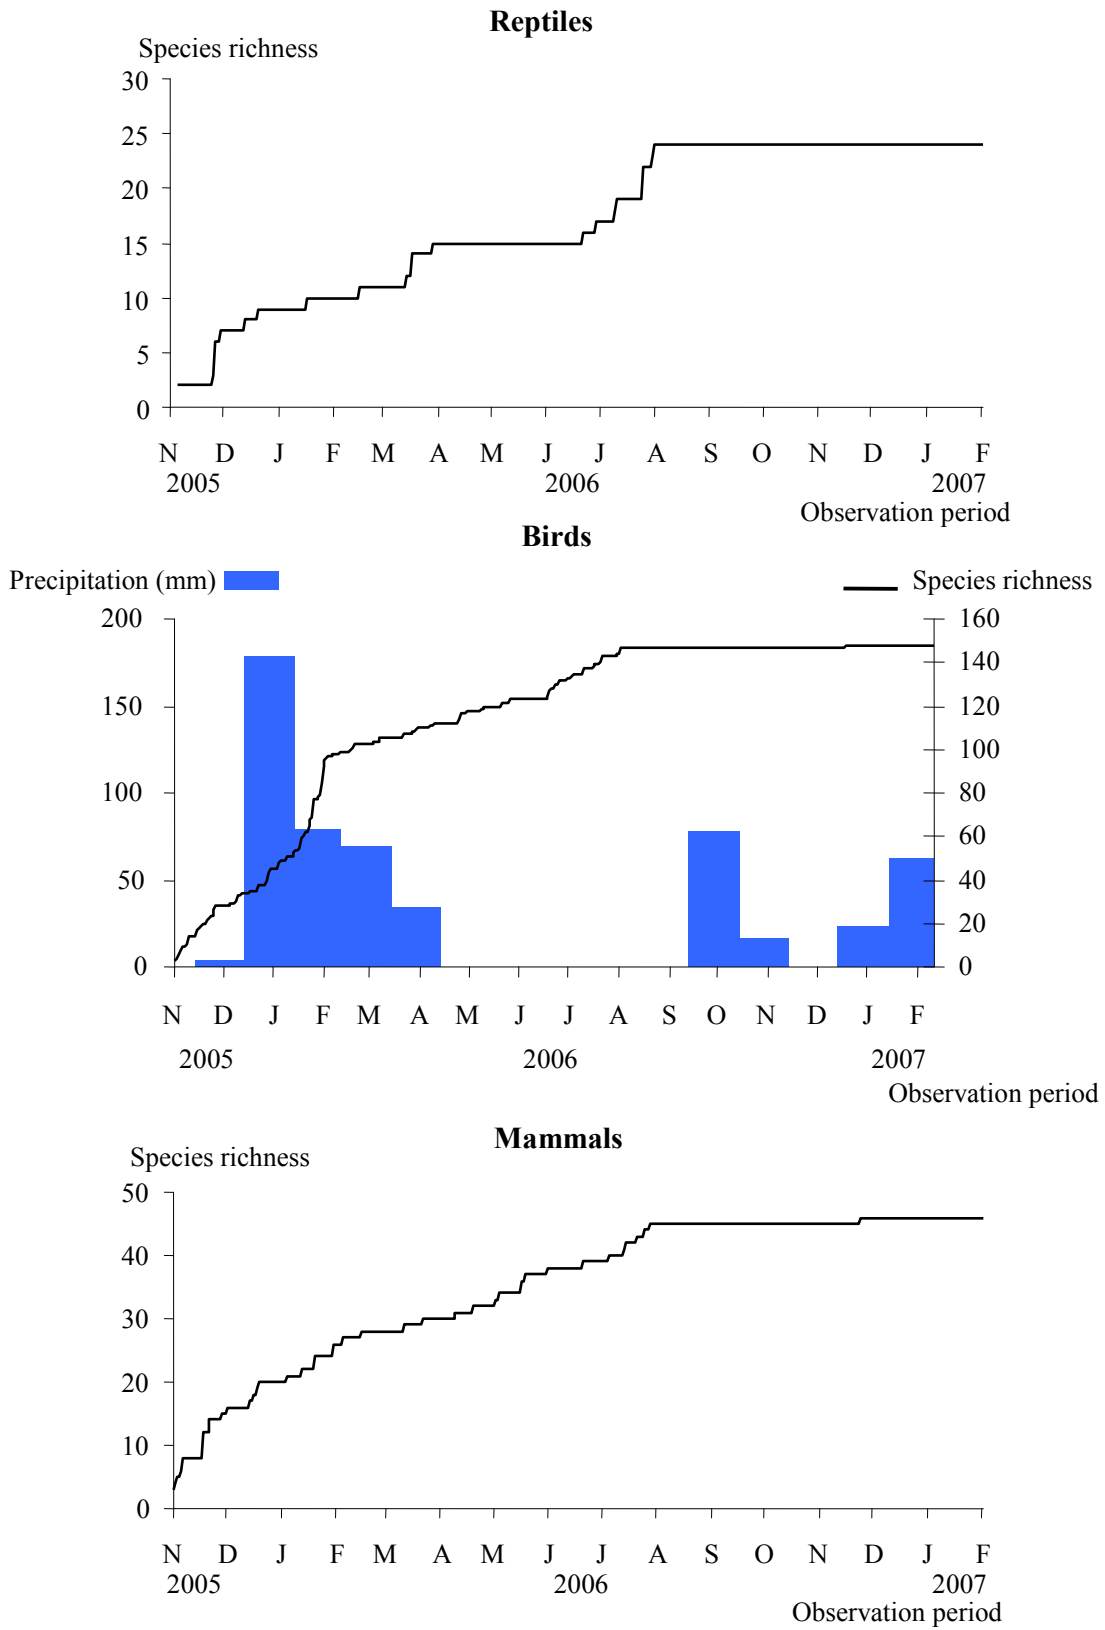 Reptiles
Species richness
30
25
20
15
10
5
0
N D J F M A M J J A S O N D J F
2005 2006 2007
Observation period
Birds
Precipitation (mm) Species richness
200 160
140
150 120
100
100 80
60
50 40
20
0 0
N D J F M A M J J A S O N D J F
2005 2006 2007
Observation period
Mammals
Species richness
50
40
30
20
10
0
N D J F M A M J J A S O N D J F
2005 2006 2007
Observation period